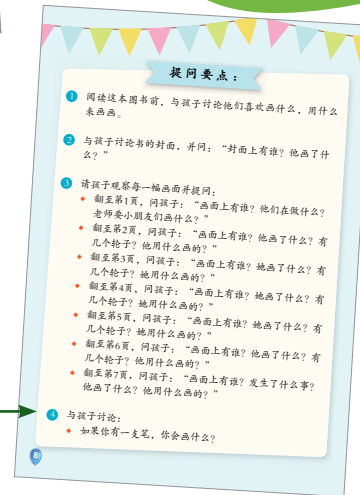 提问要点：
1 阅读这本图书前，与孩子讨论他们喜欢画什么，用什么
来画画。
2 与孩子讨论书的封面，并问：“封面上有谁？他画了什
么？”
3 请孩子观察每一幅画面并提问：
◆ 翻至第1页，问孩子：“画面上有谁？他们在做什么？
老师要小朋友们画什么？”
◆ 翻至第2页，问孩子：“画面上有谁？他画了什么？有
几个轮子？他用什么画的？”
◆ 翻至第3页，问孩子：“画面上有谁？她画了什么？有
几个轮子？她用什么画的？”
◆ 翻至第4页，问孩子：“画面上有谁？她画了什么？有
几个轮子？她用什么画的？”
◆ 翻至第5页，问孩子：“画面上有谁？她画了什么？有
几个轮子？她用什么画的？”
◆ 翻至第6页，问孩子：“画面上有谁？他画了什么？有
几个轮子？他用什么画的？”
◆ 翻至第7页，问孩子：“画面上有谁？发生了什么事？
他画了什么？他用什么画的？”
4 与孩子讨论：
◆ 如果你有一支笔，你会画什么？
8